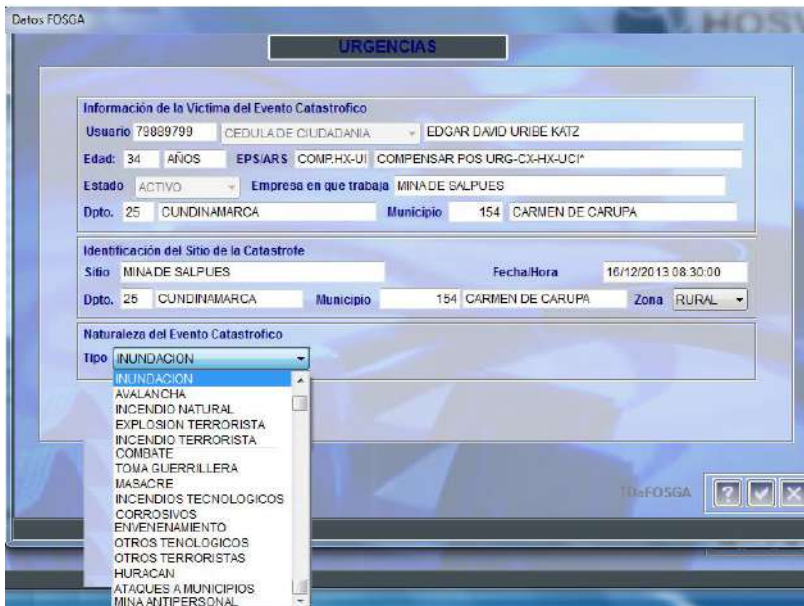 Datos FOSGA
HOSV
URGENCIAS
Información de la Victima del Evento Catastrofico
Usuario 79889799 CEDULA DE CIUDADANIA EDGAR DAVID URIBE KATZ
Edad: 34 AÑOS EPS/ARS COMP.HX-UI COMPENSAR POS URG-CX-HX-UCI*
Estado ACTIVO Empresa en que trabaja MINA DE SALPUES
Dpto. 25 CUNDINAMARCA Municipio 154 CARMEN DE CARUPA
Identificación del Sitio de la Catastrofe
Sitio MINA DE SALPUES Fecha/Hora 16/12/2013 08:30:00
Dpto. 25 CUNDINAMARCA Municipio 154 CARMEN DE CARUPA Zona RURAL
Naturaleza del Evento Catastrofico
Tipo INUNDACION
INUNDACION
AVALANCHA
INCENDIO NATURAL
EXPLOSION TERRORISTA
INCENDIO TERRORISTA
COMBATE
TOMA GUERRILLERA
MASACRE
INCENDIOS TECNOLOGICOS
CORROSIVOS
ENVENENAMIENTO
OTROS TENOLOGICOS
OTROS TERRORISTAS
HURACAN
ATAQUES A MUNICIPIOS
MINA ANTIPERSONAL
TDaFOSGA ?